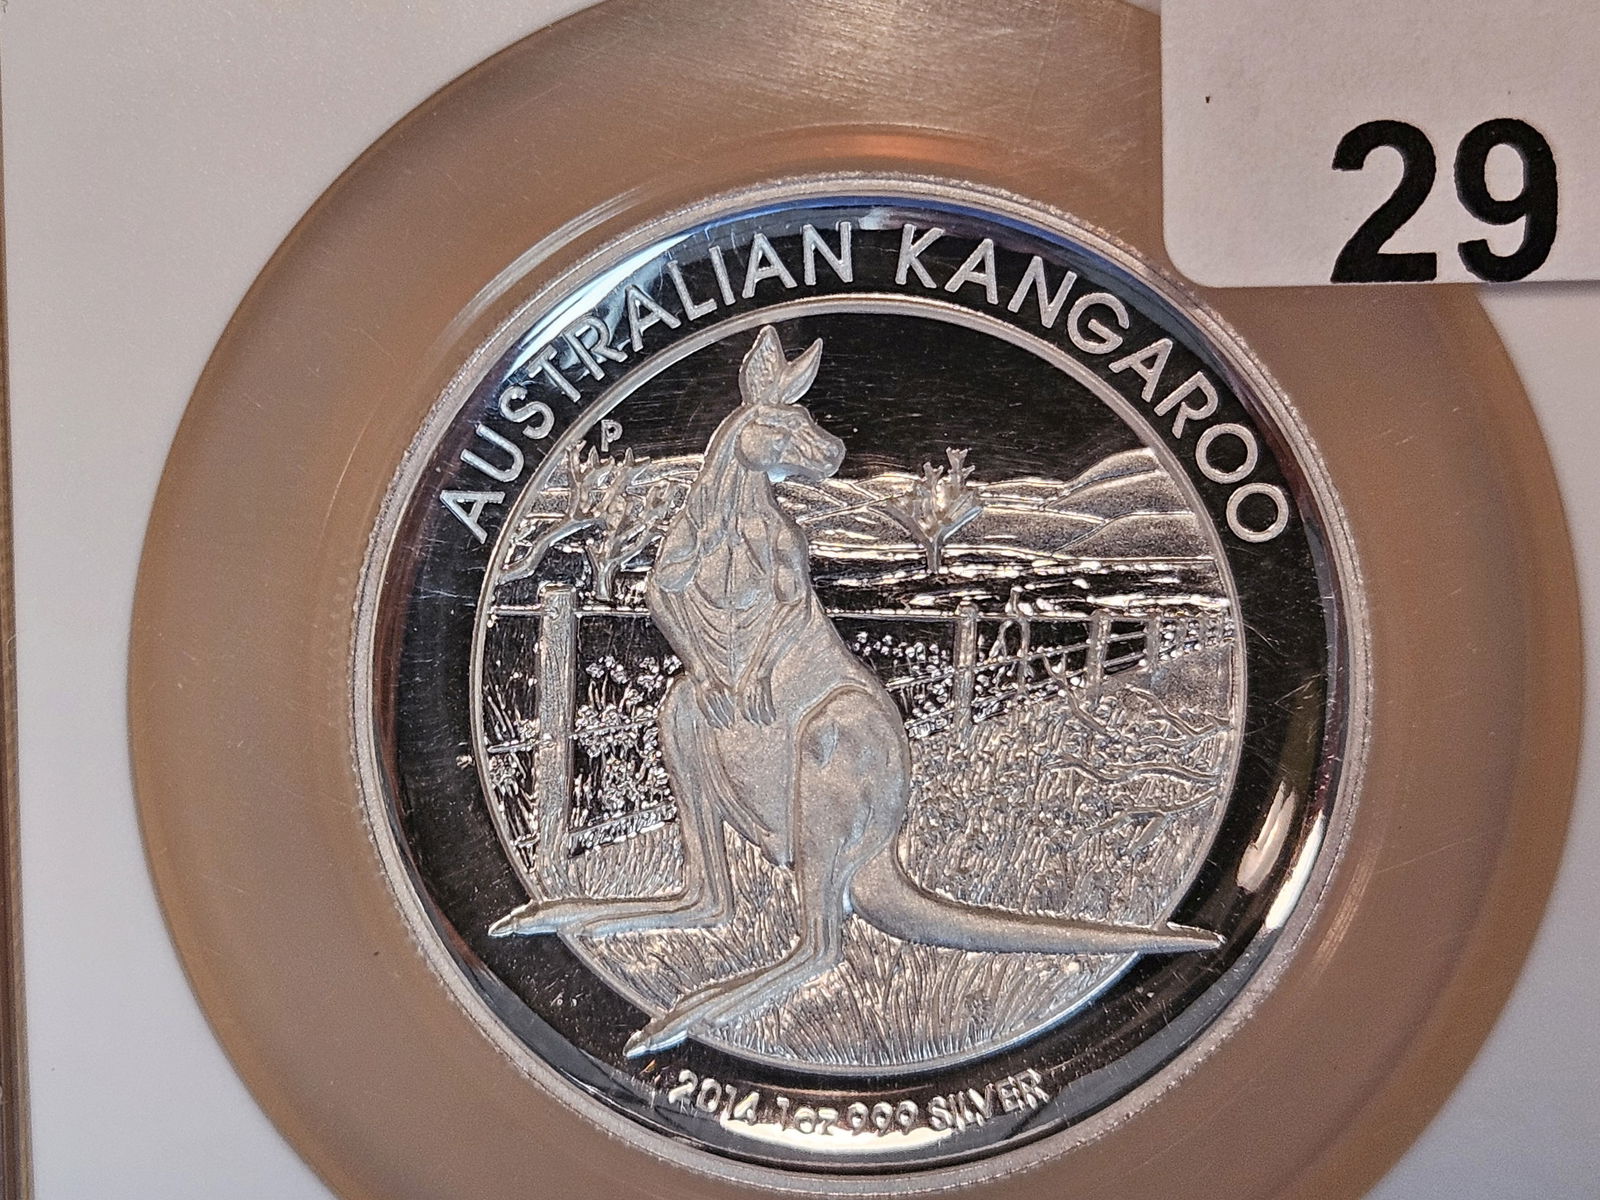 29
AUSTRALIAN KANGAROO
P
2014 1oz 999 SILVER